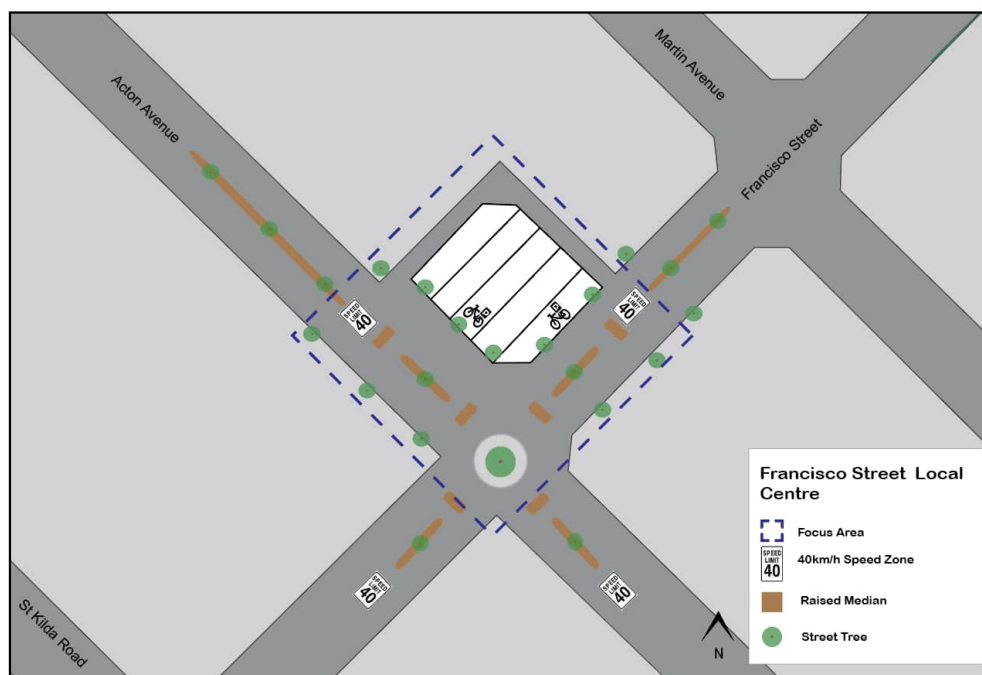 Acton Avenue
Martin Avenue
Francisco Street
SPEED
LIMIT
40
SPEED
LIMIT
40
SPEED
LIMIT
40
SPEED
LIMIT
40
St Kilda Road
N
Francisco Street Local
Centre
Focus Area
SPEED
LIMIT
40
40km/h Speed Zone
Raised Median
Street Tree